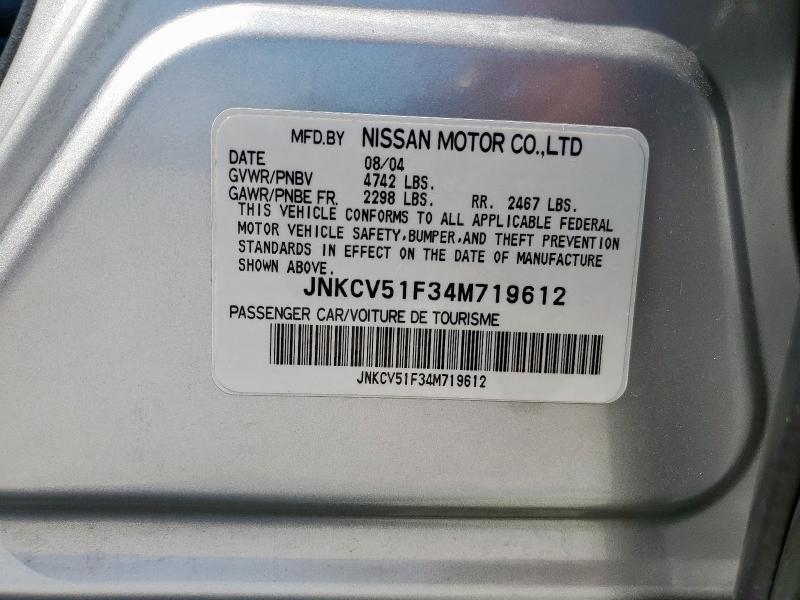 MFD.BY NISSAN MOTOR CO.,LTD
DATE 08/04
GVWR/PNBV 4742 LBS.
GAWR/PNBE FR. 2298 LBS. RR. 2467 LBS.
THIS VEHICLE CONFORMS TO ALL APPLICABLE FEDERAL
MOTOR VEHICLE SAFETY,BUMPER,AND THEFT PREVENTION
STANDARDS IN EFFECT ON THE DATE OF MANUFACTURE
SHOWN ABOVE.
JNKCV51F34M719612
PASSENGER CAR/VOITURE DE TOURISME
JNKCV51F34M719612